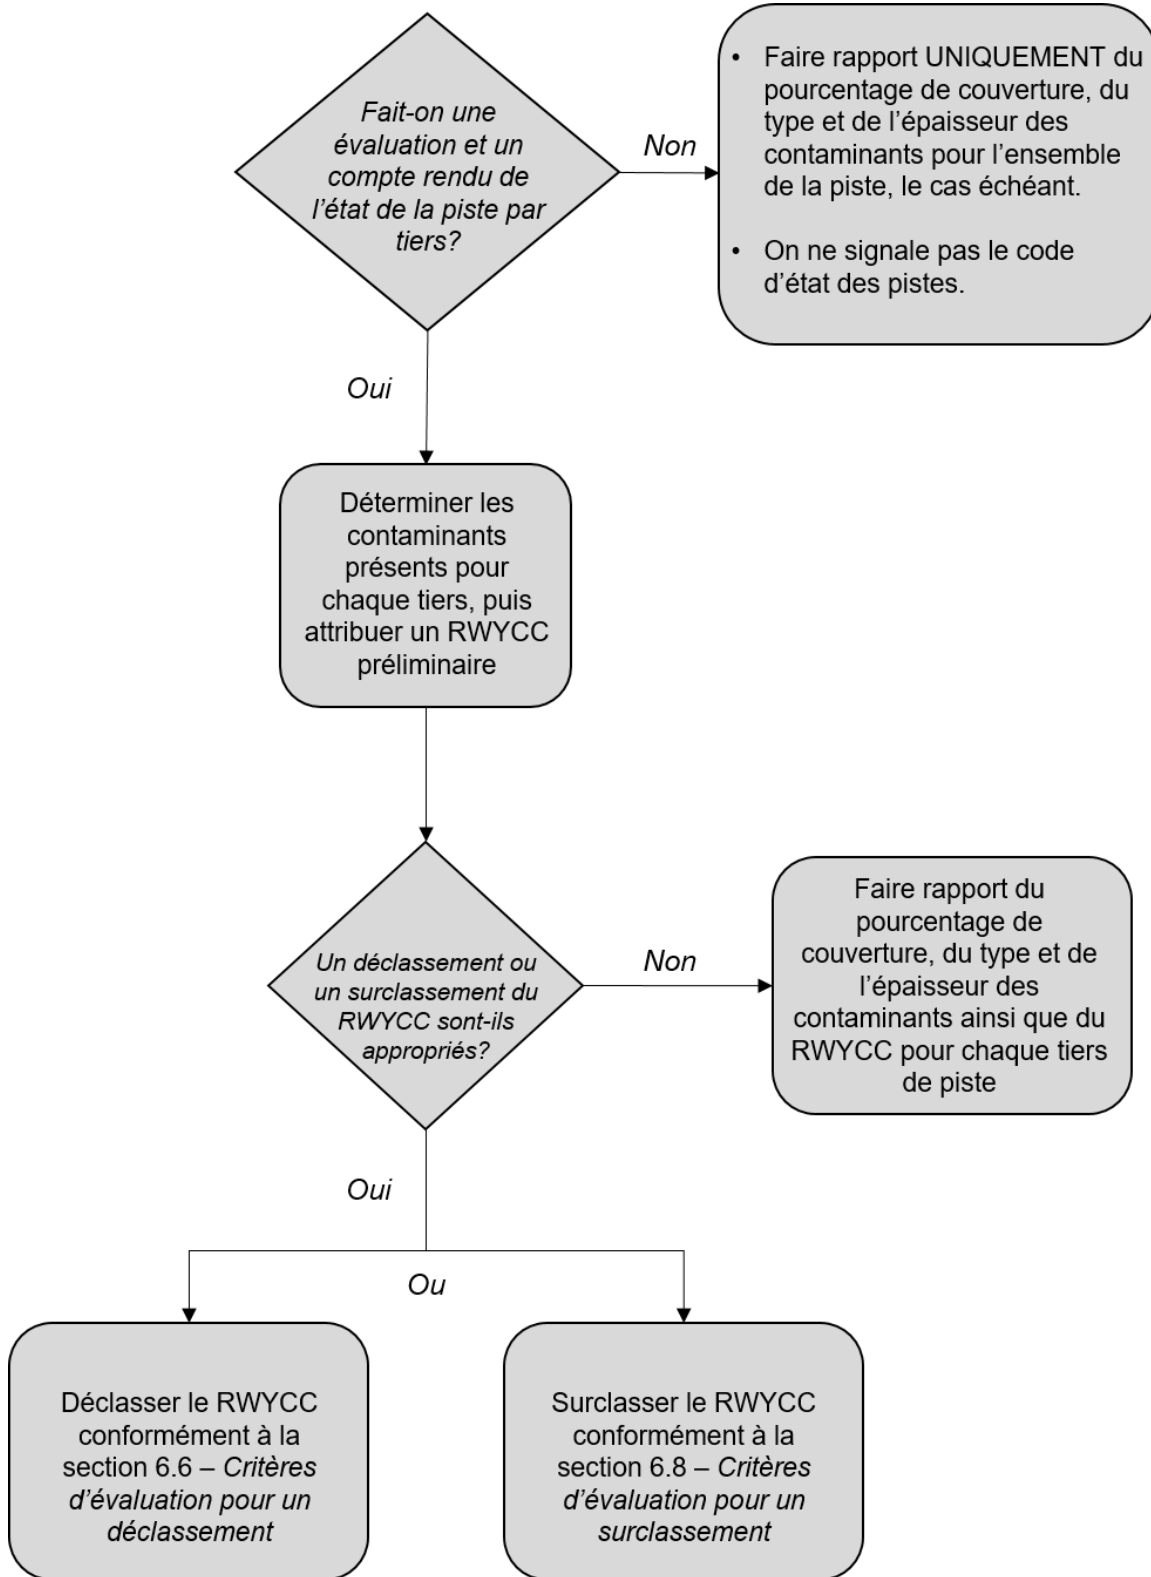 Fait-on une
évaluation et un
compte rendu de
l’état de la piste par
tiers?
Non
• Faire rapport UNIQUEMENT du
pourcentage de couverture, du
type et de l’épaisseur des
contaminants pour l’ensemble
de la piste, le cas échéant.
• On ne signale pas le code
d’état des pistes.
Oui
Déterminer les
contaminants
présents pour
chaque tiers, puis
attribuer un RWYCC
préliminaire
Un déclassement ou
un surclassement du
RWYCC sont-ils
appropriés?
Non
Faire rapport du
pourcentage de
couverture, du type et de
l’épaisseur des
contaminants ainsi que du
RWYCC pour chaque tiers
de piste
Oui
Ou
Déclasser le RWYCC
conformément à la
section 6.6 – Critères
d’évaluation pour un
déclassement
Surclasser le RWYCC
conformément à la
section 6.8 – Critères
d’évaluation pour un
surclassement